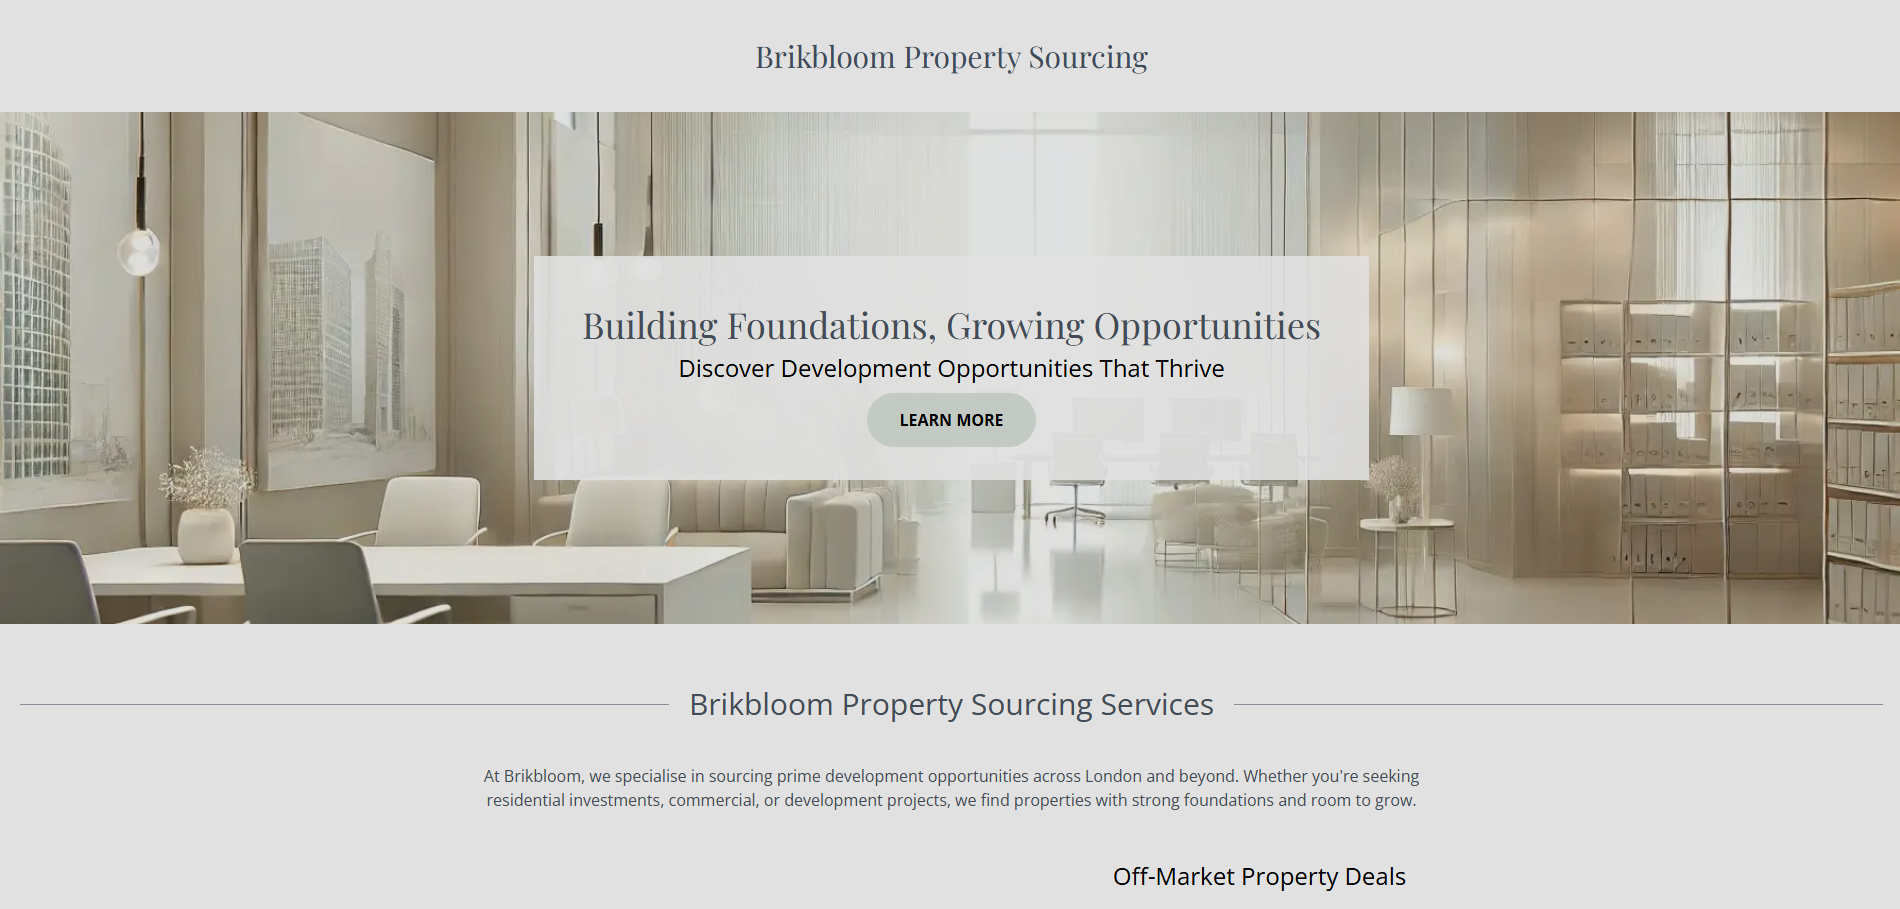 Brikbloom Property Sourcing
Building Foundations, Growing Opportunities
Discover Development Opportunities That Thrive
LEARN MORE
Brikbloom Property Sourcing Services
At Brikbloom, we specialise in sourcing prime development opportunities across London and beyond. Whether you're seeking
residential investments, commercial, or development projects, we find properties with strong foundations and room to grow.
Off-Market Property Deals